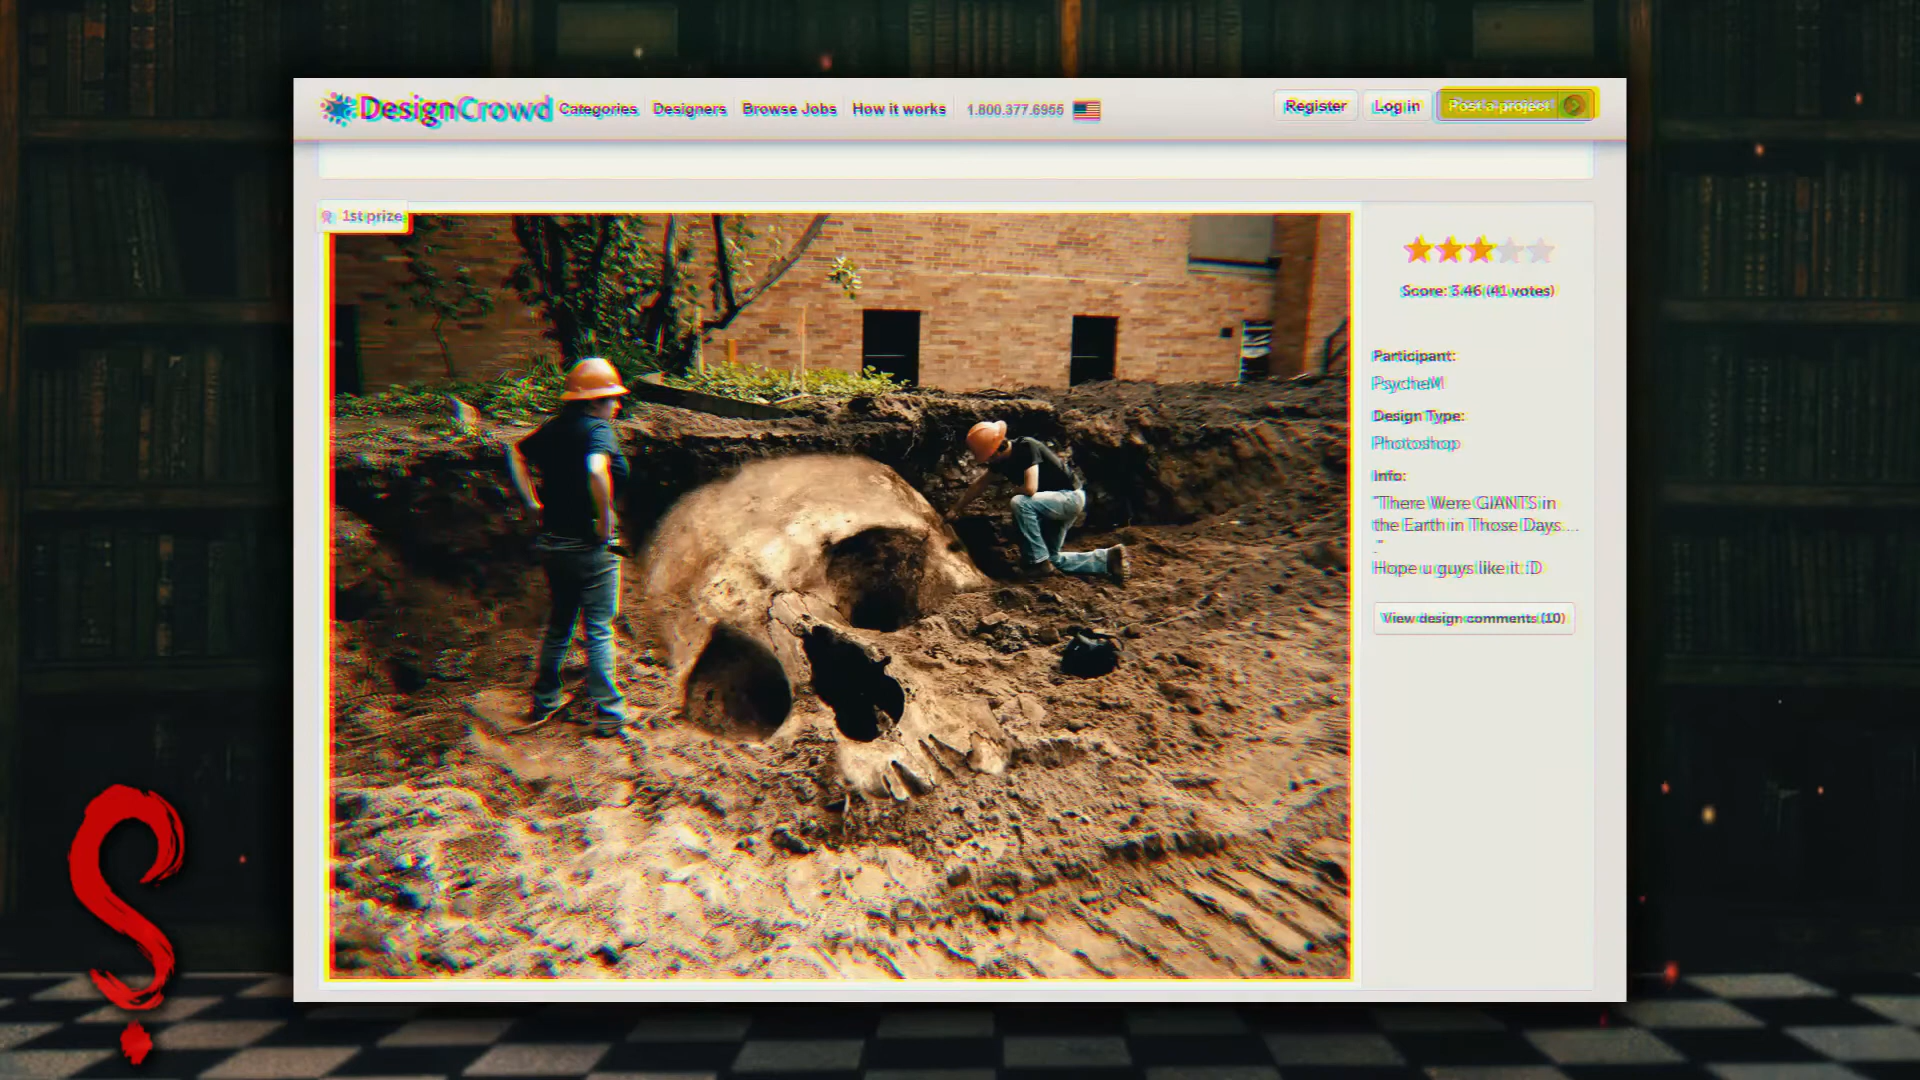 DesignCrowd Categories Designers Browse Jobs How it works 1.800.377.6955 Register Log in Post a project
1st prize
Score: 3.46 (41 votes)
Participant:
PsycheM
Design Type:
Photoshop
Info:
"There Were GIANTS in
the Earth in Those Days....
."
Hope u guys like it :D
View design comments (10)